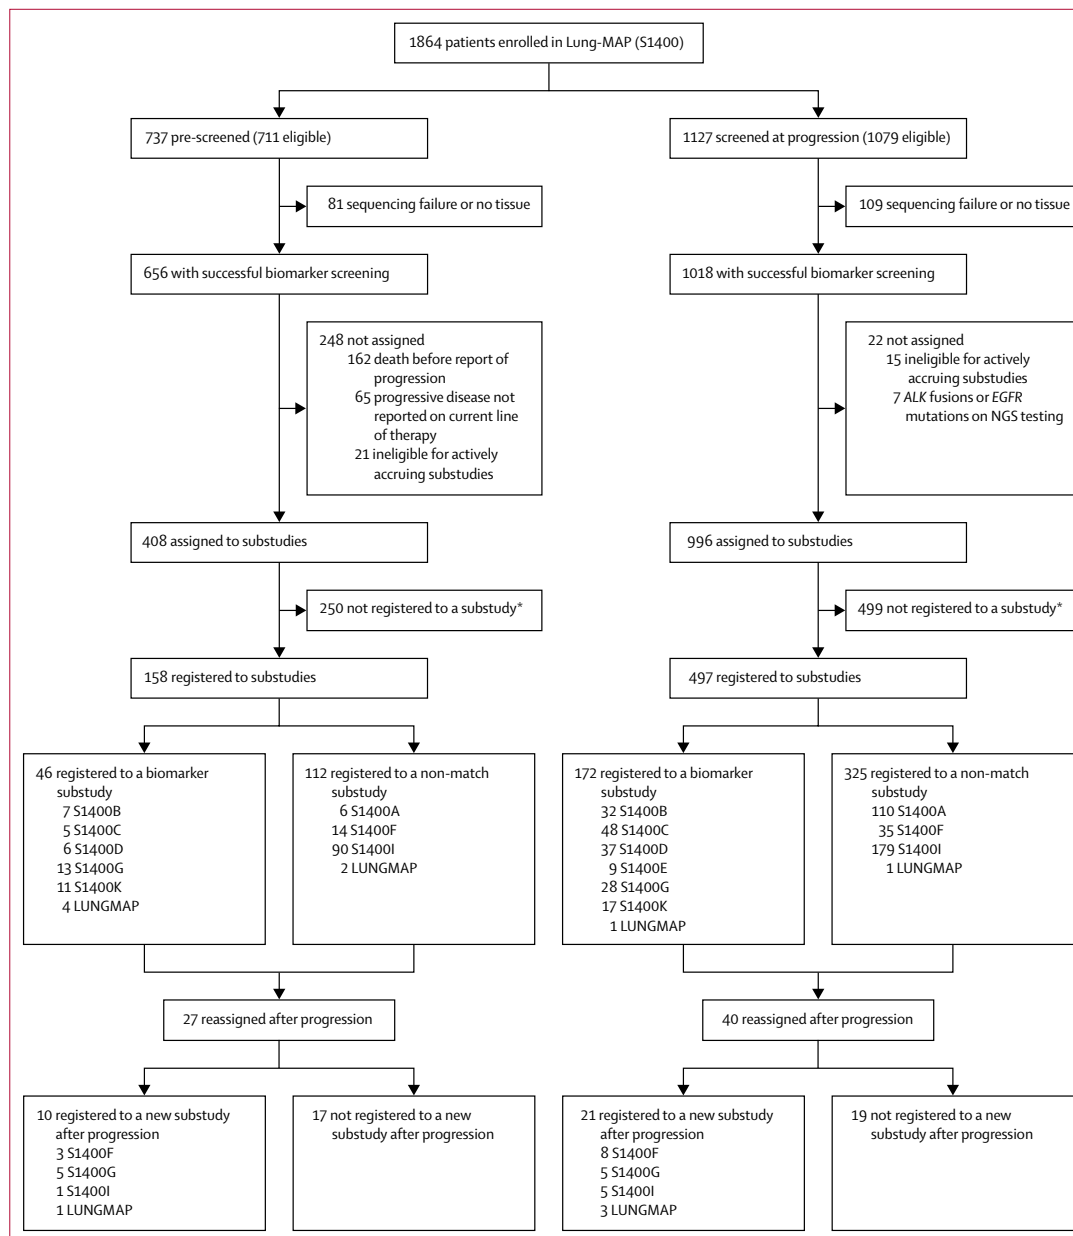 1864 patients enrolled in Lung-MAP (S1400)
737 pre-screened (711 eligible)
1127 screened at progression (1079 eligible)
81 sequencing failure or no tissue
109 sequencing failure or no tissue
656 with successful biomarker screening
1018 with successful biomarker screening
248 not assigned
162 death before report of
progression
65 progressive disease not
reported on current line
of therapy
21 ineligible for actively
accruing substudies
22 not assigned
15 ineligible for actively
accruing substudies
7 ALK fusions or EGFR
mutations on NGS testing
408 assigned to substudies
996 assigned to substudies
250 not registered to a substudy*
499 not registered to a substudy*
158 registered to substudies
497 registered to substudies
46 registered to a biomarker
substudy
7 S1400B
5 S1400C
6 S1400D
13 S1400G
11 S1400K
4 LUNGMAP
112 registered to a non-match
substudy
6 S1400A
14 S1400F
90 S1400I
2 LUNGMAP
172 registered to a biomarker
substudy
32 S1400B
48 S1400C
37 S1400D
9 S1400E
28 S1400G
17 S1400K
1 LUNGMAP
325 registered to a non-match
substudy
110 S1400A
35 S1400F
179 S1400I
1 LUNGMAP
27 reassigned after progression
40 reassigned after progression
10 registered to a new substudy
after progression
3 S1400F
5 S1400G
1 S1400I
1 LUNGMAP
17 not registered to a new
substudy after progression
21 registered to a new substudy
after progression
8 S1400F
5 S1400G
5 S1400I
3 LUNGMAP
19 not registered to a new
substudy after progression